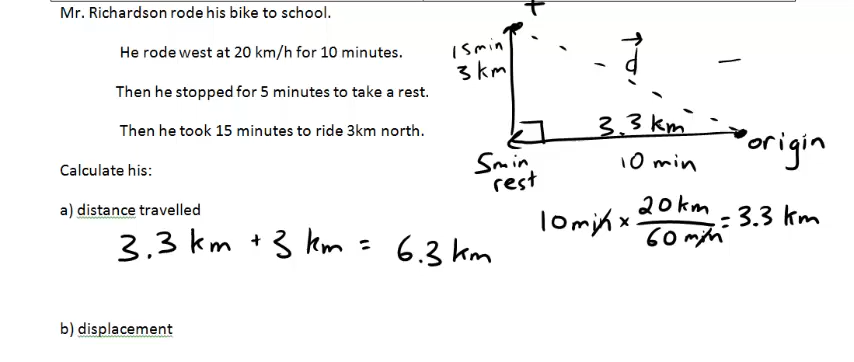 Mr. Richardson rode his bike to school.
He rode west at 20 km/h for 10 minutes.
Then he stopped for 5 minutes to take a rest.
Then he took 15 minutes to ride 3km north.
Calculate his:
a) distance travelled
3.3 km + 3 km = 6.3 km
b) displacement
+
15min
3 km
d
–
3.3 km
origin
5min
rest
10 min
10 min × 20 km / 60 min = 3.3 km